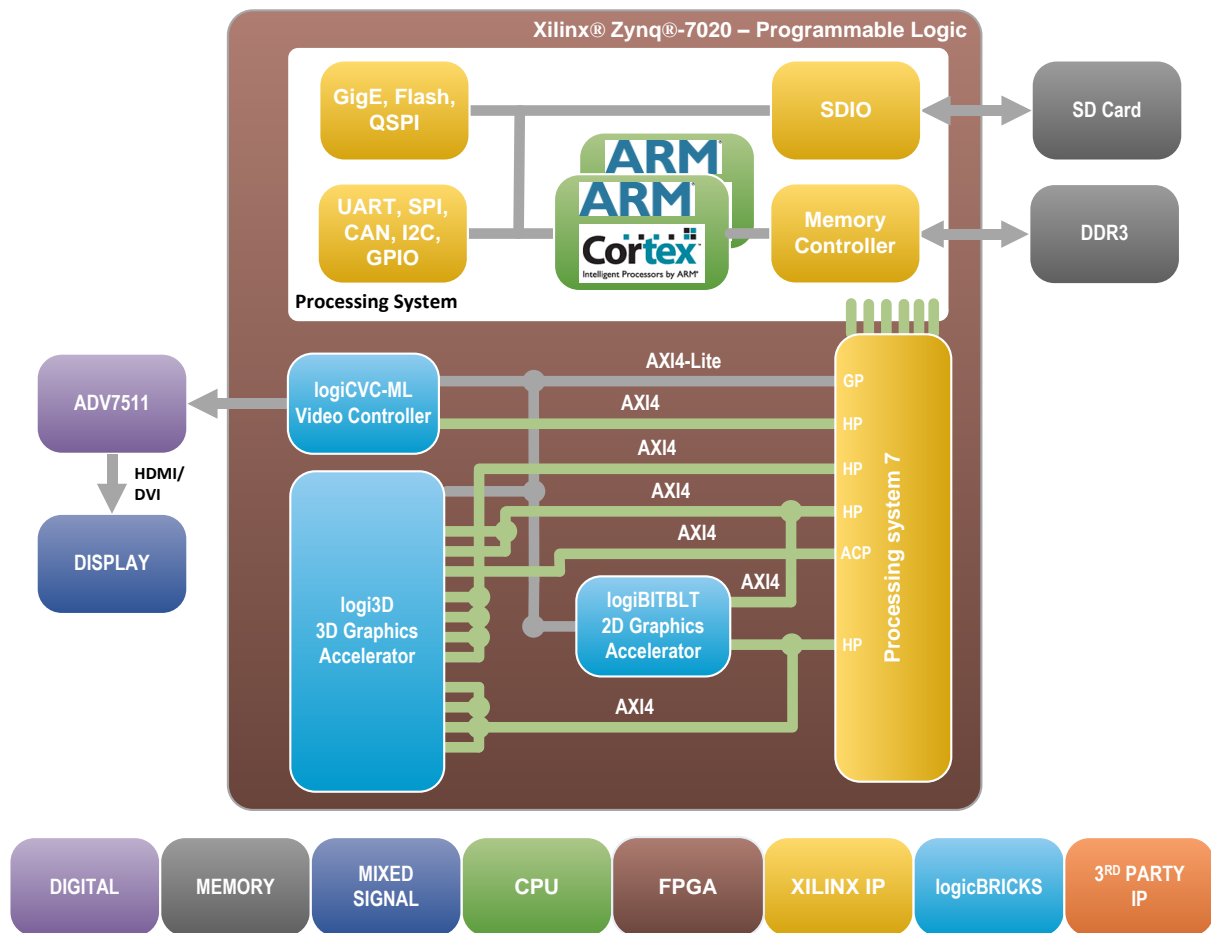 Xilinx® Zynq®-7020 – Programmable Logic
GigE, Flash,
QSPI
SDIO
SD Card
ARM
ARM
Cortex
Intelligent Processors by ARM®
UART, SPI,
CAN, I2C,
GPIO
Memory
Controller
DDR3
Processing System
ADV7511
HDMI/
DVI
DISPLAY
logiCVC-ML
Video Controller
AXI4-Lite
AXI4
AXI4
AXI4
AXI4
AXI4
AXI4
GP
HP
HP
HP
ACP
HP
Processing system 7
logi3D
3D Graphics
Accelerator
logiBITBLT
2D Graphics
Accelerator
DIGITAL
MEMORY
MIXED
SIGNAL
CPU
FPGA
XILINX IP
logicBRICKS
3RD PARTY
IP